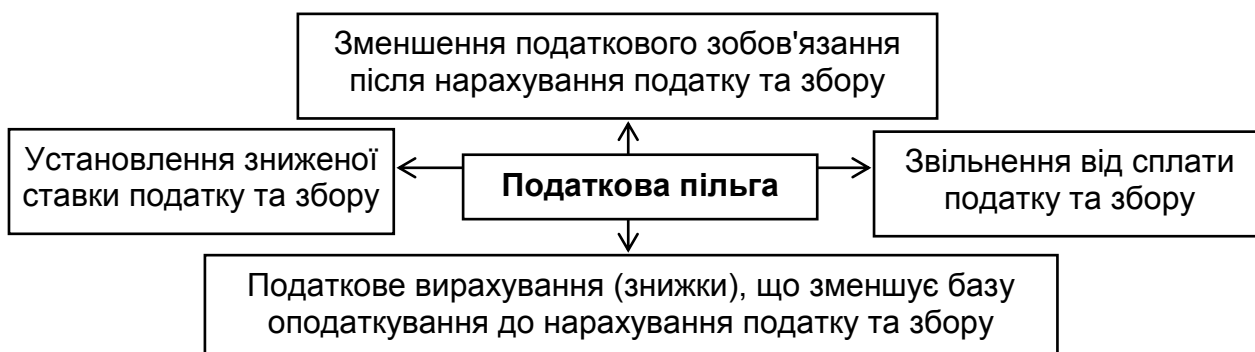 Зменшення податкового зобов'язання
після нарахування податку та збору
Установлення зниженої
ставки податку та збору
Податкова пільга
Звільнення від сплати
податку та збору
Податкове вирахування (знижки), що зменшує базу
оподаткування до нарахування податку та збору